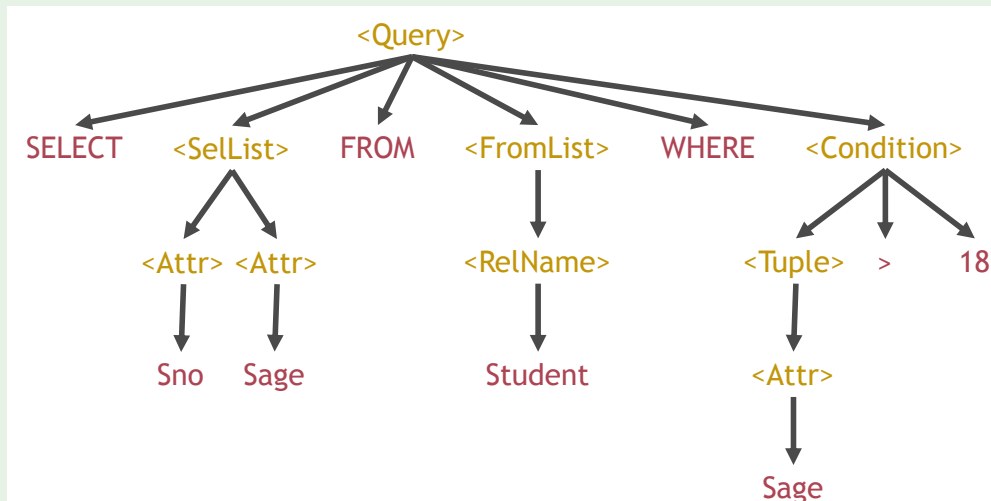 <Query>
SELECT <SelList> FROM <FromList> WHERE <Condition>
<Attr> <Attr> <RelName> <Tuple> > 18
Sno Sage Student <Attr>
Sage